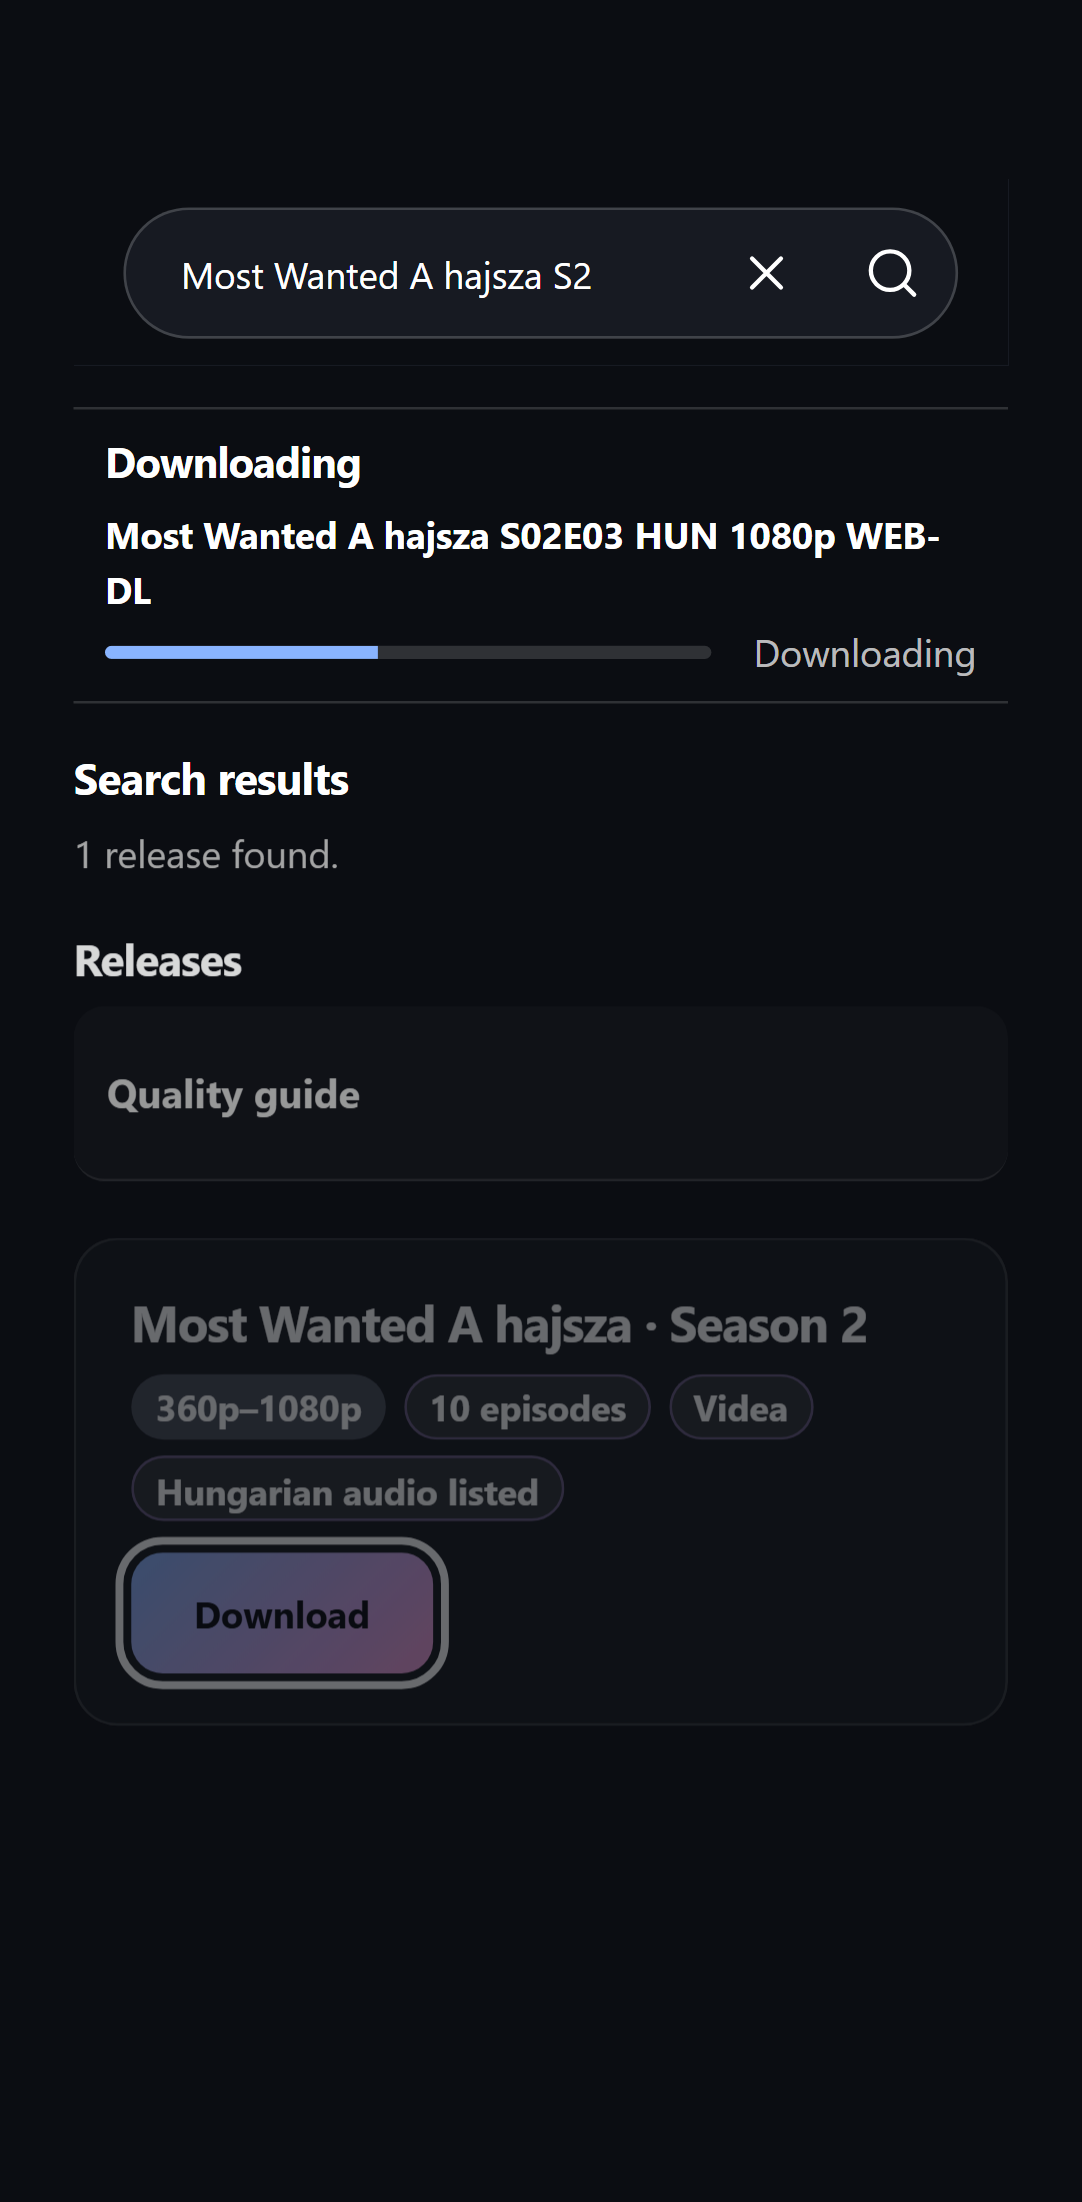 Most Wanted A hajsza S2
Downloading
Most Wanted A hajsza S02E03 HUN 1080p WEB-
DL
Downloading
Search results
1 release found.
Releases
Quality guide
Most Wanted A hajsza · Season 2
360p–1080p 10 episodes Videa
Hungarian audio listed
Download